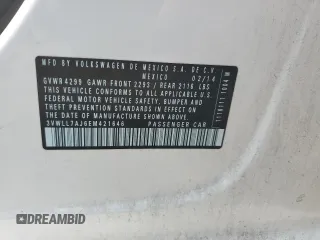 MFD BY VOLKSWAGEN DE MEXICO S.A. DE C.V.
MEXICO 02/14
GVWR 4299 GAWR FRONT 2293 / REAR 2116 LBS
THIS VEHICLE CONFORMS TO ALL APPLICABLE U.S.
FEDERAL MOTOR VEHICLE SAFETY, BUMPER AND
THEFT PREVENTION STANDARDS IN EFFECT ON THE
DATE OF MANUFACTURE SHOWN ABOVE.
3VWLL7AJ6EM421646 PASSENGER CAR
DREAMBID